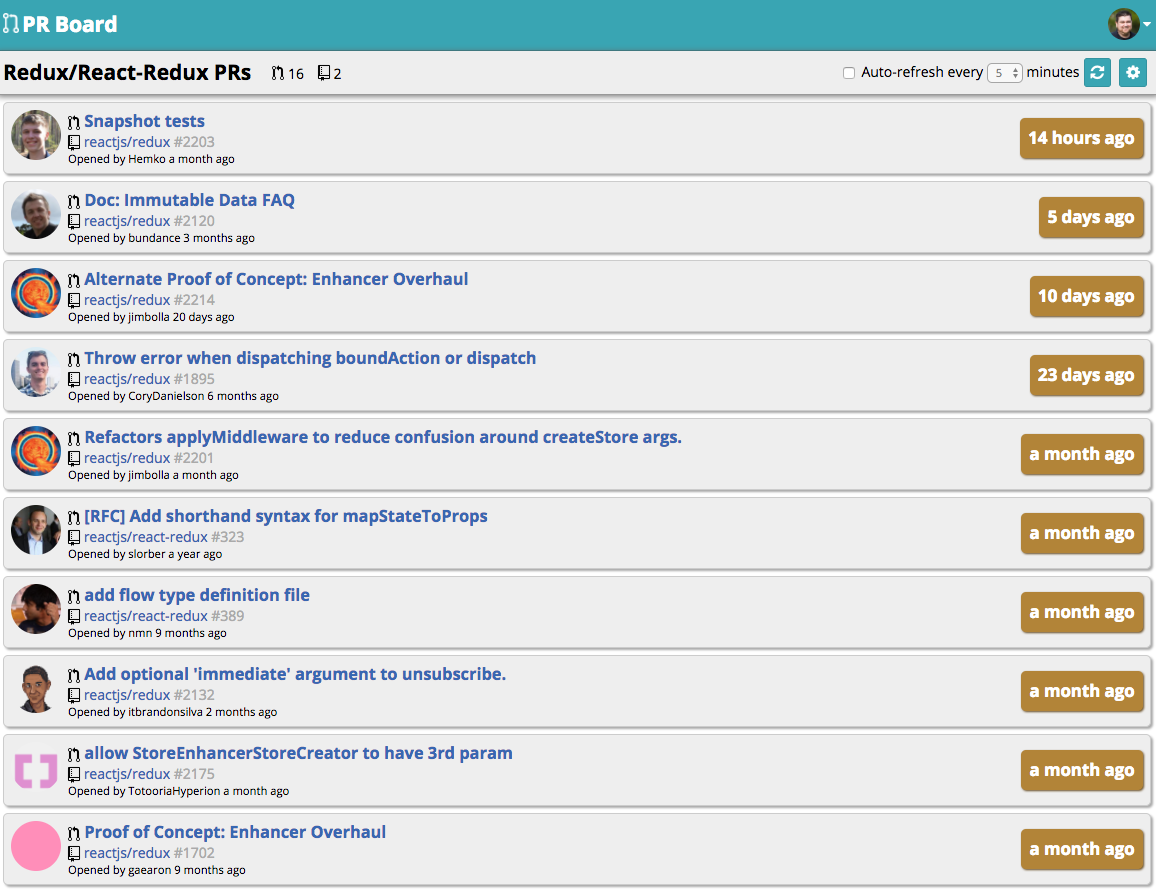 PR Board
Redux/React-Redux PRs 16 2 Auto-refresh every 5 minutes
Snapshot tests
reactjs/redux #2203
Opened by Hemko a month ago
14 hours ago
Doc: Immutable Data FAQ
reactjs/redux #2120
Opened by bundance 3 months ago
5 days ago
Alternate Proof of Concept: Enhancer Overhaul
reactjs/redux #2214
Opened by jimbolla 20 days ago
10 days ago
Throw error when dispatching boundAction or dispatch
reactjs/redux #1895
Opened by CoryDanielson 6 months ago
23 days ago
Refactors applyMiddleware to reduce confusion around createStore args.
reactjs/redux #2201
Opened by jimbolla a month ago
a month ago
[RFC] Add shorthand syntax for mapStateToProps
reactjs/react-redux #323
Opened by slorber a year ago
a month ago
add flow type definition file
reactjs/react-redux #389
Opened by nmn 9 months ago
a month ago
Add optional 'immediate' argument to unsubscribe.
reactjs/redux #2132
Opened by itbrandonsilva 2 months ago
a month ago
allow StoreEnhancerStoreCreator to have 3rd param
reactjs/redux #2175
Opened by TotooriaHyperion a month ago
a month ago
Proof of Concept: Enhancer Overhaul
reactjs/redux #1702
Opened by gaearon 9 months ago
a month ago